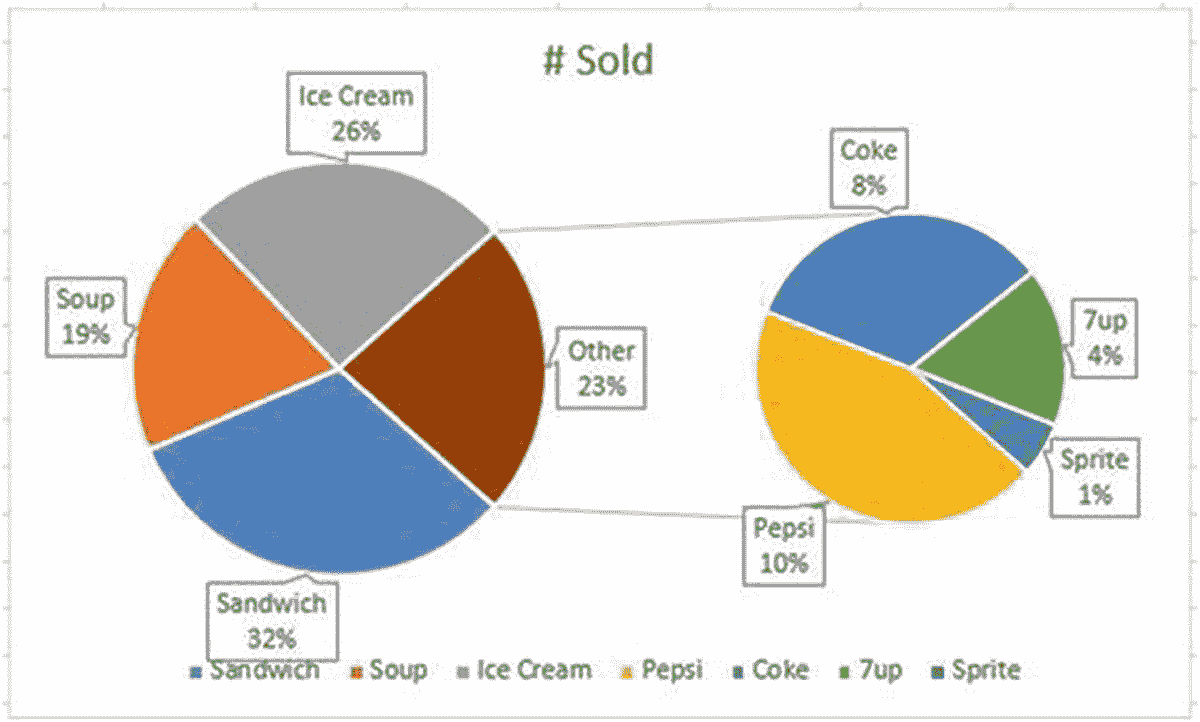 # Sold
Ice Cream
26%
Coke
8%
Soup
19%
7up
4%
Other
23%
Sprite
1%
Pepsi
10%
Sandwich
32%
Sandwich Soup Ice Cream Pepsi Coke 7up Sprite